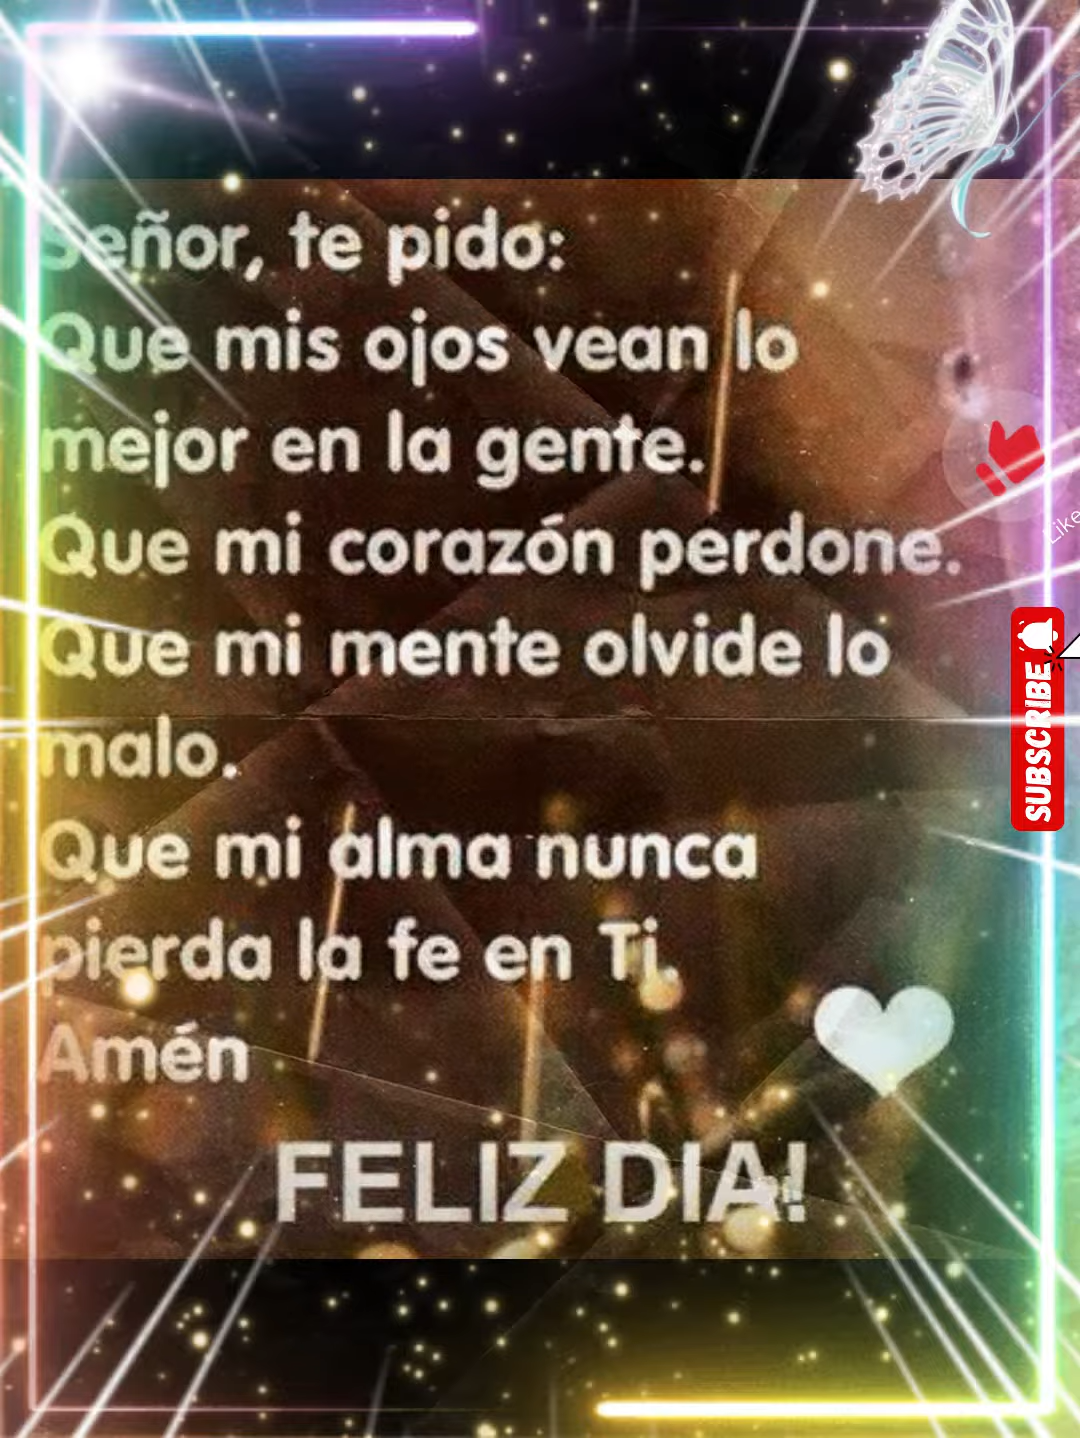 Señor, te pido:
Que mis ojos vean lo
mejor en la gente.
Que mi corazón perdone.
Que mi mente olvide lo
malo.
Que mi alma nunca
pierda la fe en Ti.
Amén
FELIZ DIA!
Like
SUBSCRIBE